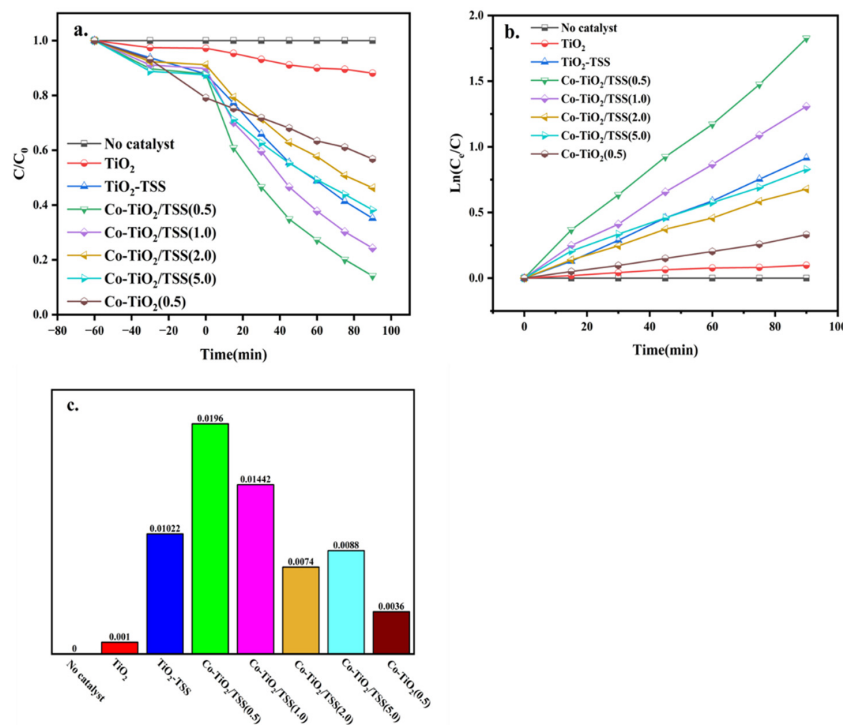 a.
1.0
0.8
0.6
0.4
0.2
0.0
C/C₀
No catalyst
TiO₂
TiO₂-TSS
Co-TiO₂/TSS(0.5)
Co-TiO₂/TSS(1.0)
Co-TiO₂/TSS(2.0)
Co-TiO₂/TSS(5.0)
Co-TiO₂(0.5)
−80 −60 −40 −20 0 20 40 60 80 100
Time(min)
b.
2.0
1.5
1.0
0.5
0.0
Ln(Cₑ/C)
No catalyst
TiO₂
TiO₂-TSS
Co-TiO₂/TSS(0.5)
Co-TiO₂/TSS(1.0)
Co-TiO₂/TSS(2.0)
Co-TiO₂/TSS(5.0)
Co-TiO₂(0.5)
0 20 40 60 80 100
Time(min)
c.
0
0.001
0.01022
0.0196
0.01442
0.0074
0.0088
0.0036
No catalyst
TiO₂
TiO₂-TSS
Co-TiO₂/TSS(0.5)
Co-TiO₂/TSS(1.0)
Co-TiO₂/TSS(2.0)
Co-TiO₂/TSS(5.0)
Co-TiO₂(0.5)